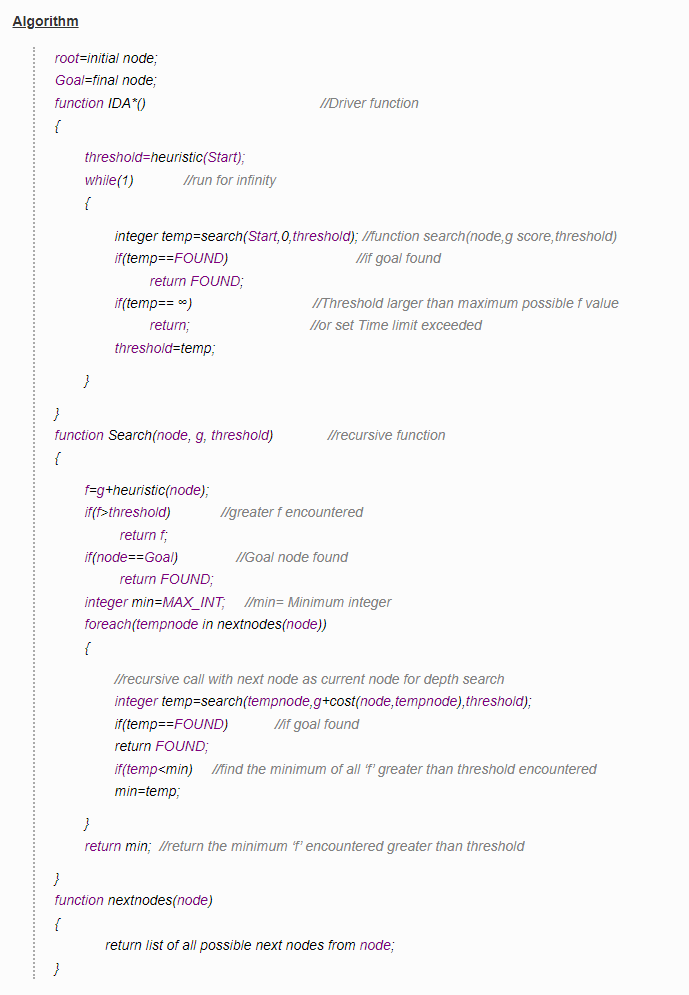 Algorithm
root=initial node;
Goal=final node;
function IDA*() //Driver function
{
threshold=heuristic(Start);
while(1) //run for infinity
{
integer temp=search(Start,0,threshold); //function search(node,g score,threshold)
if(temp==FOUND) //if goal found
return FOUND;
if(temp== ∞) //Threshold larger than maximum possible f value
return; //or set Time limit exceeded
threshold=temp;
}
}
function Search(node, g, threshold) //recursive function
{
f=g+heuristic(node);
if(f>threshold) //greater f encountered
return f;
if(node==Goal) //Goal node found
return FOUND;
integer min=MAX_INT; //min= Minimum integer
foreach(tempnode in nextnodes(node))
{
//recursive call with next node as current node for depth search
integer temp=search(tempnode,g+cost(node,tempnode),threshold);
if(temp==FOUND) //if goal found
return FOUND;
if(temp<min) //find the minimum of all ‘f’ greater than threshold encountered
min=temp;
}
return min; //return the minimum ‘f’ encountered greater than threshold
}
function nextnodes(node)
{
return list of all possible next nodes from node;
}